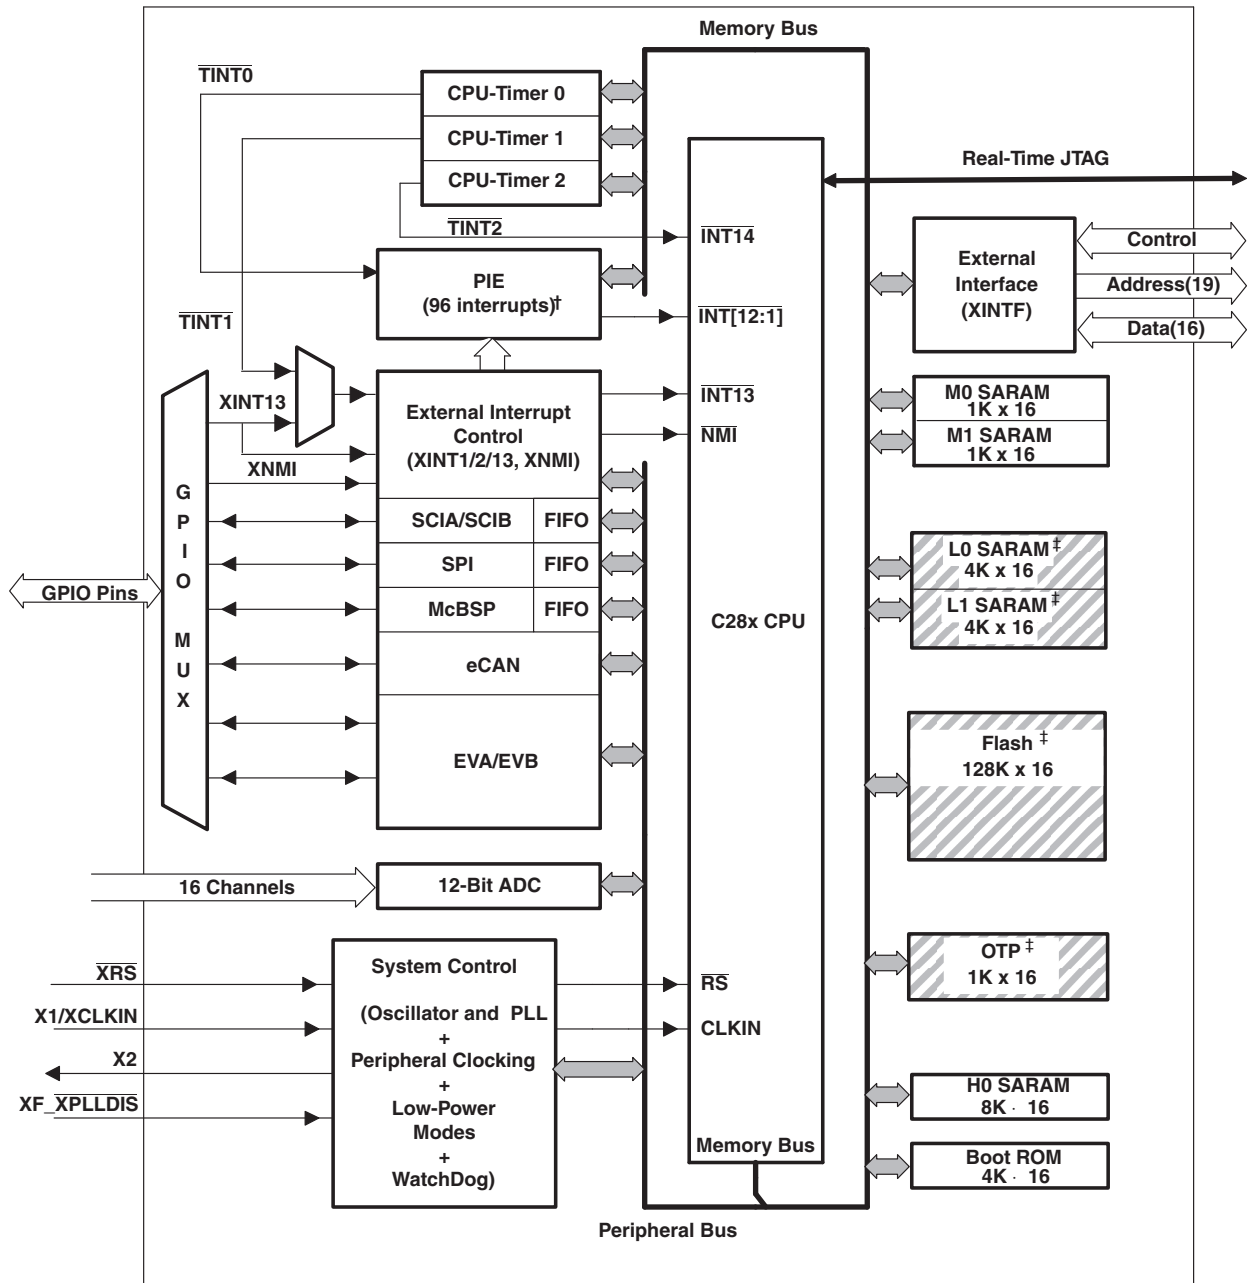 Memory Bus
TINT0
CPU-Timer 0
CPU-Timer 1
CPU-Timer 2
Real-Time JTAG
TINT2
INT14
PIE
(96 interrupts)†
INT[12:1]
External
Interface
(XINTF)
Control
Address(19)
Data(16)
TINT1
XINT13
XNMI
External Interrupt
Control
(XINT1/2/13, XNMI)
INT13
NMI
M0 SARAM
1K x 16
M1 SARAM
1K x 16
GPIO Pins
G
P
I
O
M
U
X
SCIA/SCIB
FIFO
SPI
FIFO
McBSP
FIFO
eCAN
EVA/EVB
C28x CPU
L0 SARAM ‡
4K x 16
L1 SARAM ‡
4K x 16
Flash ‡
128K x 16
16 Channels
12-Bit ADC
OTP ‡
1K x 16
XRS
X1/XCLKIN
X2
XF_XPLLDIS
System Control
(Oscillator and PLL
+
Peripheral Clocking
+
Low-Power
Modes
+
WatchDog)
RS
CLKIN
H0 SARAM
8K · 16
Memory Bus
Boot ROM
4K · 16
Peripheral Bus